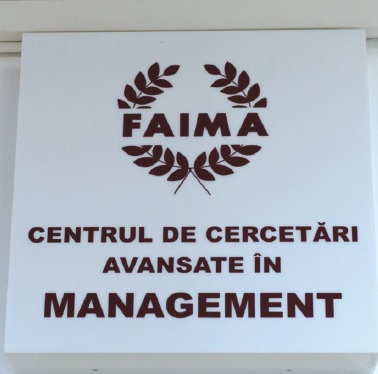 FAIMA
CENTRUL DE CERCETĂRI
AVANSATE ÎN
MANAGEMENT